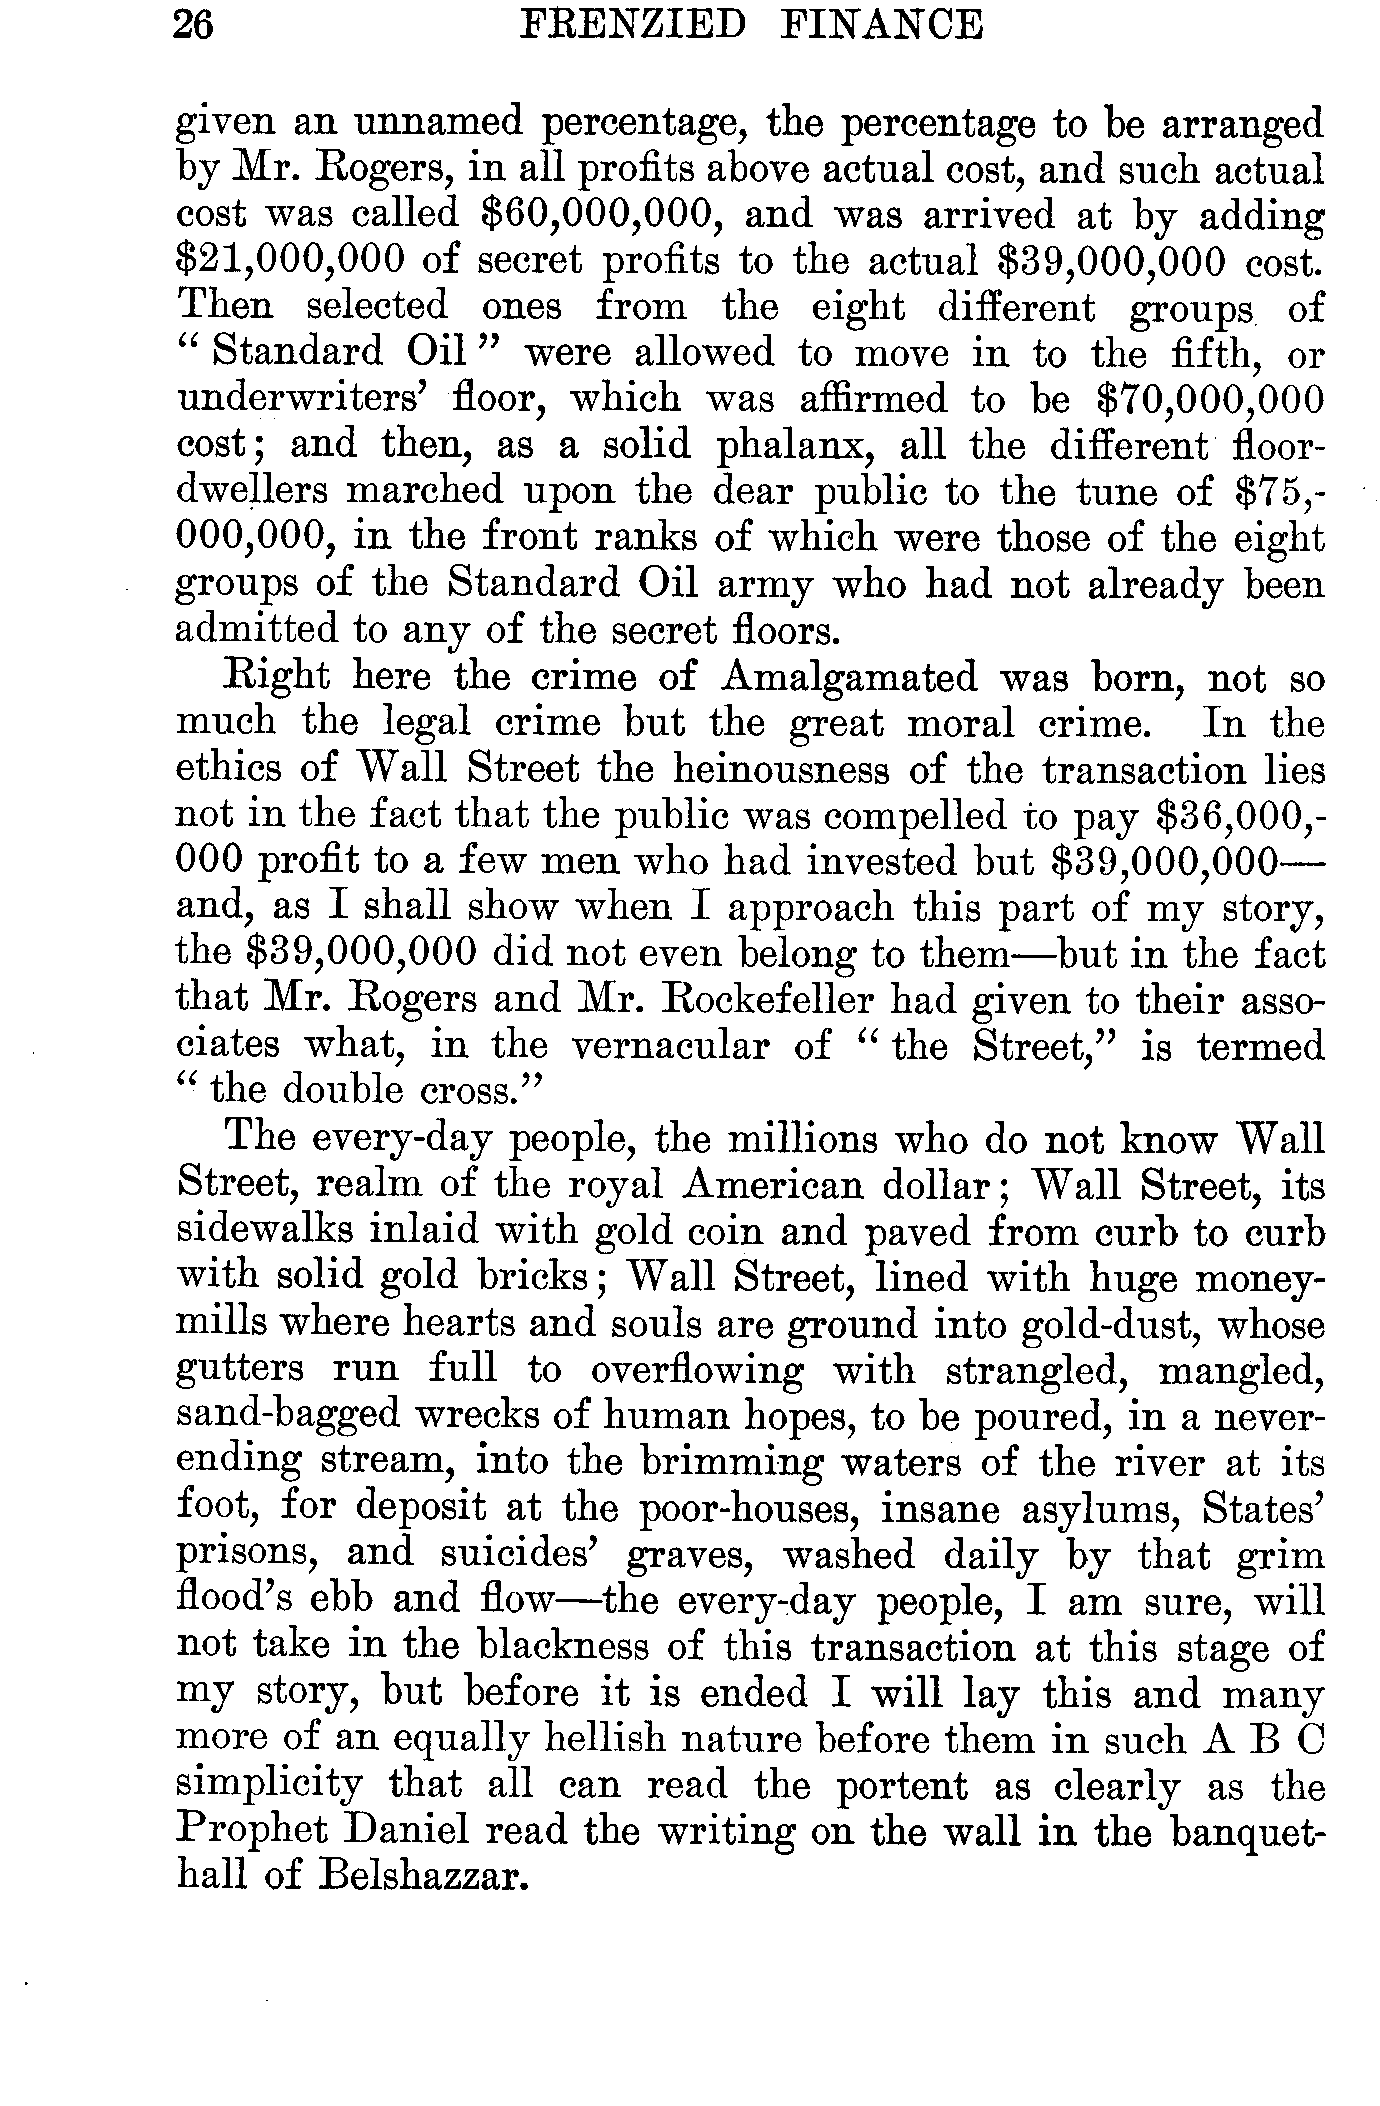 26 FRENZIED FINANCE
given an unnamed percentage, the percentage to be arranged
by Mr. Rogers, in all profits above actual cost, and such actual
cost was called $60,000,000, and was arrived at by adding
$21,000,000 of secret profits to the actual $39,000,000 cost.
Then selected ones from the eight different groups of
“ Standard Oil ” were allowed to move in to the fifth, or
underwriters’ floor, which was affirmed to be $70,000,000
cost; and then, as a solid phalanx, all the different floor-
dwellers marched upon the dear public to the tune of $75,-
000,000, in the front ranks of which were those of the eight
groups of the Standard Oil army who had not already been
admitted to any of the secret floors.
Right here the crime of Amalgamated was born, not so
much the legal crime but the great moral crime. In the
ethics of Wall Street the heinousness of the transaction lies
not in the fact that the public was compelled to pay $36,000,-
000 profit to a few men who had invested but $39,000,000—
and, as I shall show when I approach this part of my story,
the $39,000,000 did not even belong to them—but in the fact
that Mr. Rogers and Mr. Rockefeller had given to their asso-
ciates what, in the vernacular of “ the Street,” is termed
“ the double cross.”
The every-day people, the millions who do not know Wall
Street, realm of the royal American dollar; Wall Street, its
sidewalks inlaid with gold coin and paved from curb to curb
with solid gold bricks; Wall Street, lined with huge money-
mills where hearts and souls are ground into gold-dust, whose
gutters run full to overflowing with strangled, mangled,
sand-bagged wrecks of human hopes, to be poured, in a never-
ending stream, into the brimming waters of the river at its
foot, for deposit at the poor-houses, insane asylums, States’
prisons, and suicides’ graves, washed daily by that grim
flood’s ebb and flow—the every-day people, I am sure, will
not take in the blackness of this transaction at this stage of
my story, but before it is ended I will lay this and many
more of an equally hellish nature before them in such A B C
simplicity that all can read the portent as clearly as the
Prophet Daniel read the writing on the wall in the banquet-
hall of Belshazzar.